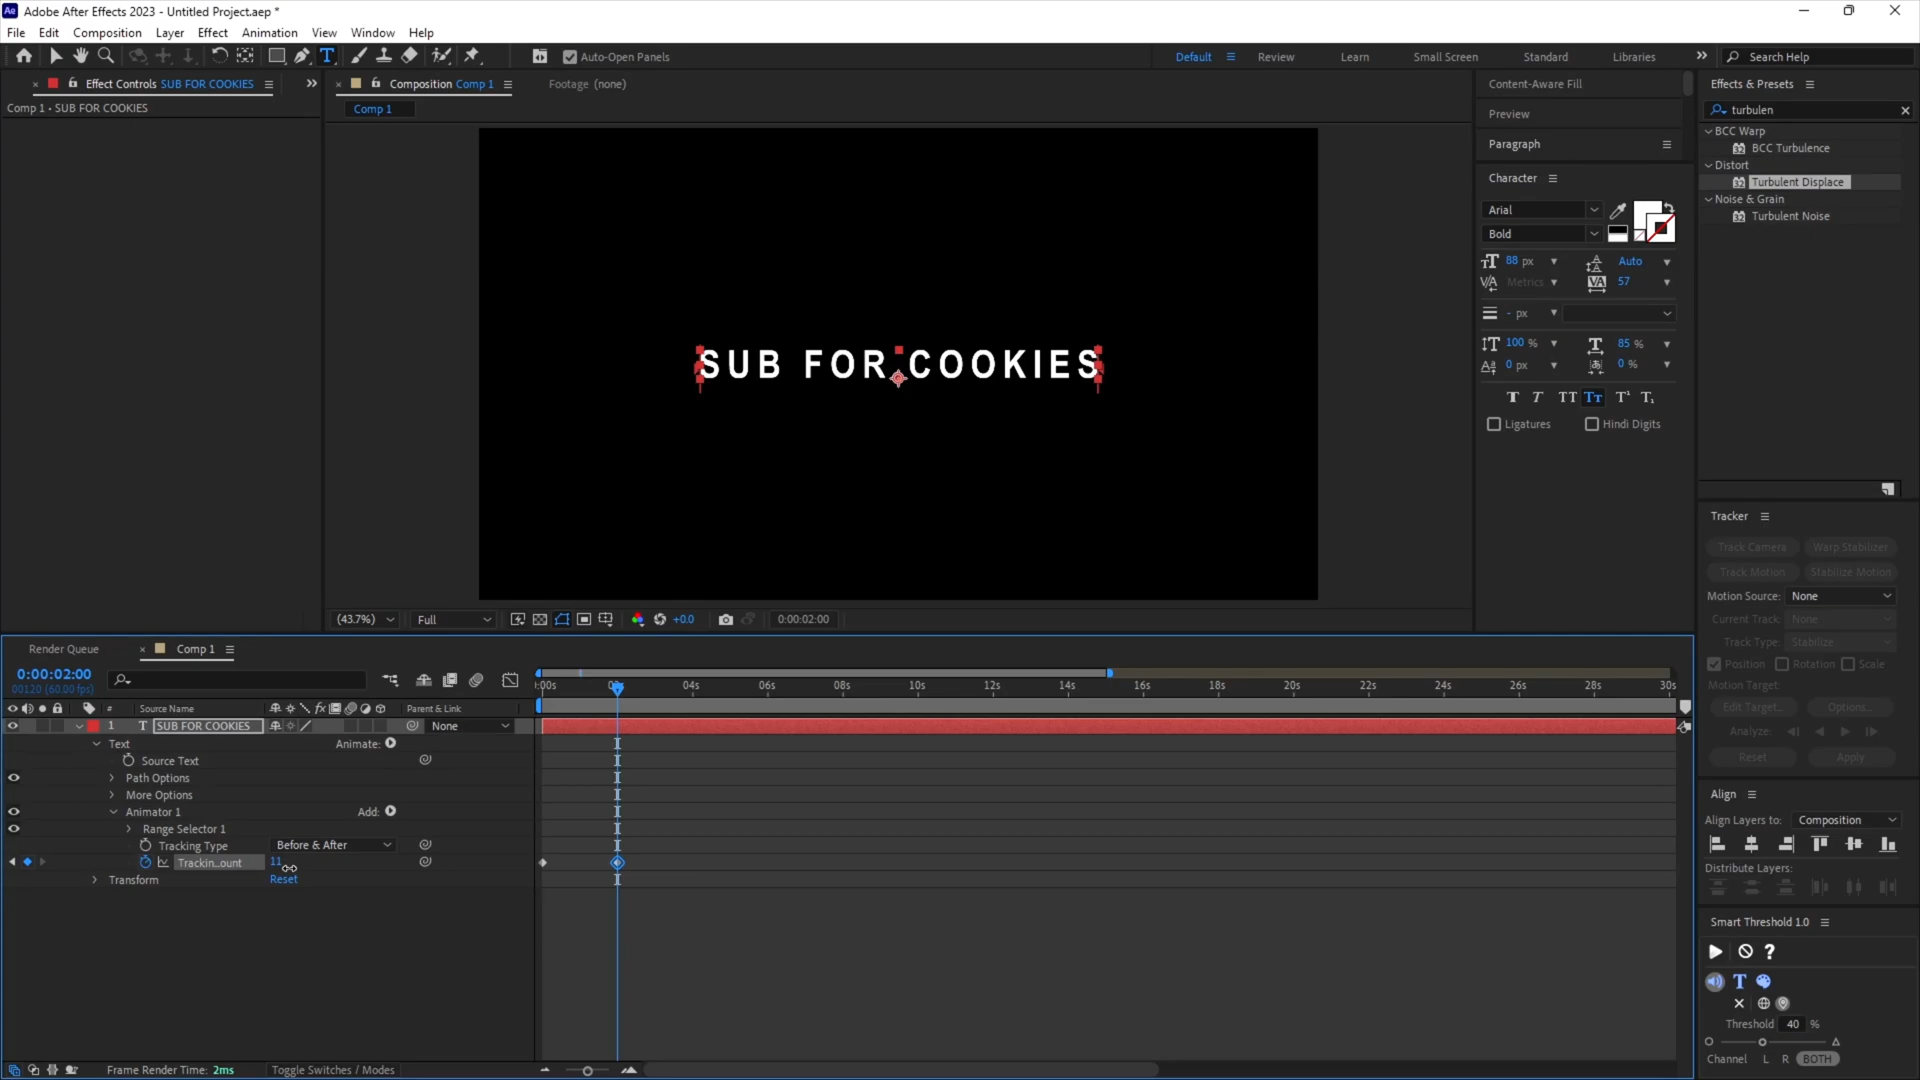 Ae Adobe After Effects 2023 - Untitled Project.aep *
File Edit Composition Layer Effect Animation View Window Help
T Auto-Open Panels Default Review Learn Small Screen Standard Libraries Search Help
Effect Controls SUB FOR COOKIES
Comp 1 • SUB FOR COOKIES
Composition Comp 1
Footage (none)
Comp 1
SUB FOR COOKIES
(43.7%) Full +0.0 0:00:02:00
Content-Aware Fill
Preview
Paragraph
Character
Arial
Bold
88 px Auto
Metrics 57
- px
100 % 85 %
0 px 0 %
T T TT Tт T¹ T₁
Ligatures Hindi Digits
Effects & Presets
turbulen
BCC Warp
BCC Turbulence
Distort
Turbulent Displace
Noise & Grain
Turbulent Noise
Tracker
Track Camera Warp Stabilizer
Track Motion Stabilize Motion
Motion Source: None
Current Track: None
Track Type: Stabilize
Position Rotation Scale
Motion Target:
Edit Target... Options...
Analyze:
Reset Apply
Align
Align Layers to: Composition
Distribute Layers:
Smart Threshold 1.0
?
T
Threshold 40 %
Channel L R BOTH
Render Queue Comp 1
0:00:02:00
00120 (60.00 fps)
:00s 04s 06s 08s 10s 12s 14s 16s 18s 20s 22s 24s 26s 28s 30s
# Source Name fx Parent & Link
1 T SUB FOR COOKIES None
Text Animate:
Source Text
Path Options
More Options
Animator 1 Add:
Range Selector 1
Tracking Type Before & After
Trackin...ount 11
Transform Reset
Frame Render Time: 2ms Toggle Switches / Modes